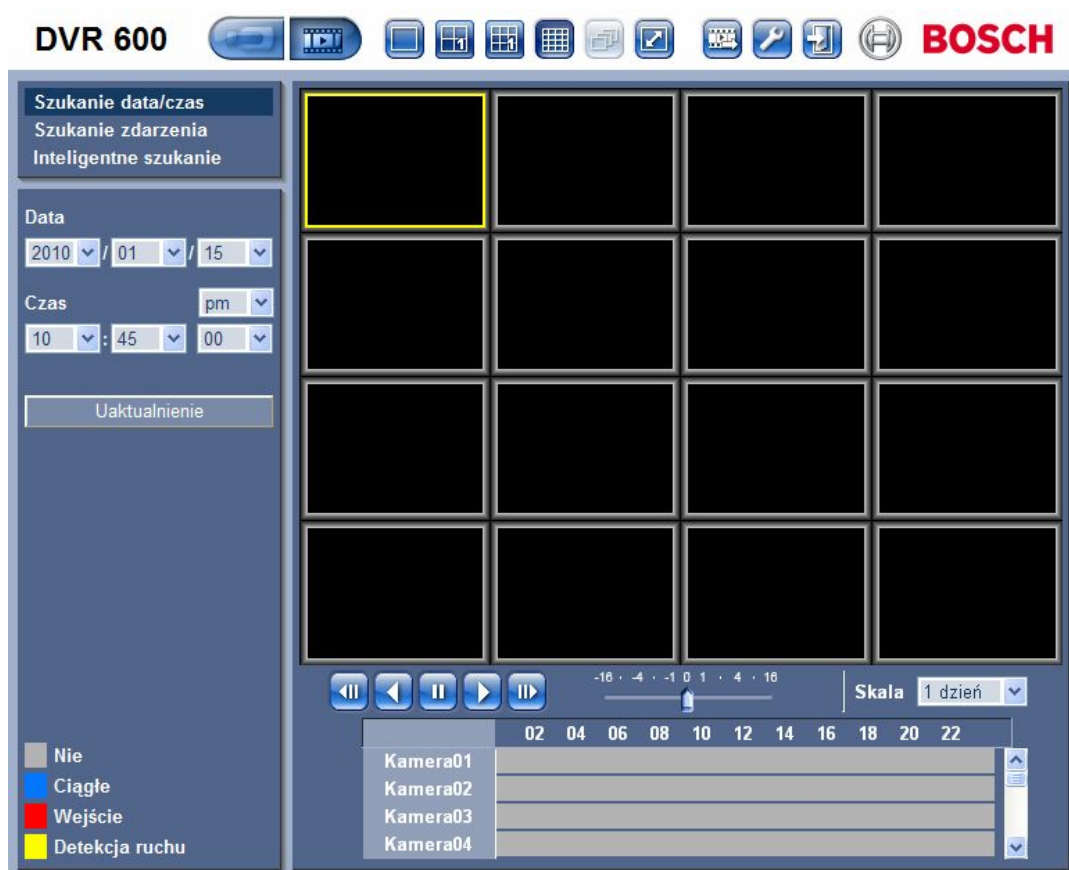 DVR 600
1
1
BOSCH
Szukanie data/czas
Szukanie zdarzenia
Inteligentne szukanie
Data
2010 / 01 / 15
Czas pm
10 : 45 00
Uaktualnienie
-16 · -4 · -1 0 1 · 4 · 16
Skala 1 dzień
02 04 06 08 10 12 14 16 18 20 22
Kamera01
Kamera02
Kamera03
Kamera04
Nie
Ciągłe
Wejście
Detekcja ruchu